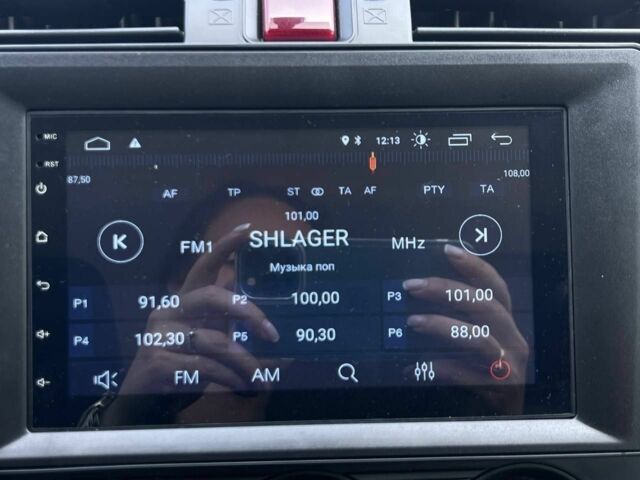 MIC
12:13
RST
87,50
108,00
AF TP ST TA AF PTY TA
101,00
FM1 SHLAGER MHz
Музыка поп
P1 91,60 P2 100,00 P3 101,00
P4 102,30 P5 90,30 P6 88,00
FM AM